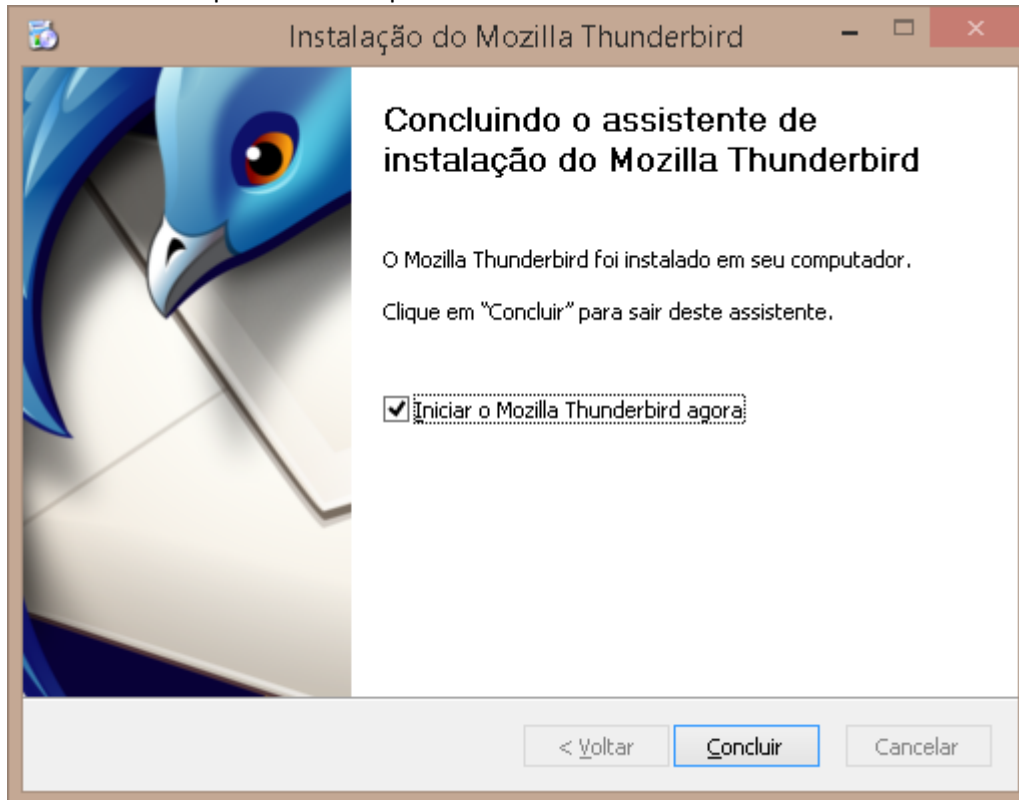 Instalação do Mozilla Thunderbird
Concluindo o assistente de
instalação do Mozilla Thunderbird
O Mozilla Thunderbird foi instalado em seu computador.
Clique em “Concluir” para sair deste assistente.
Iniciar o Mozilla Thunderbird agora
< Voltar
Concluir
Cancelar